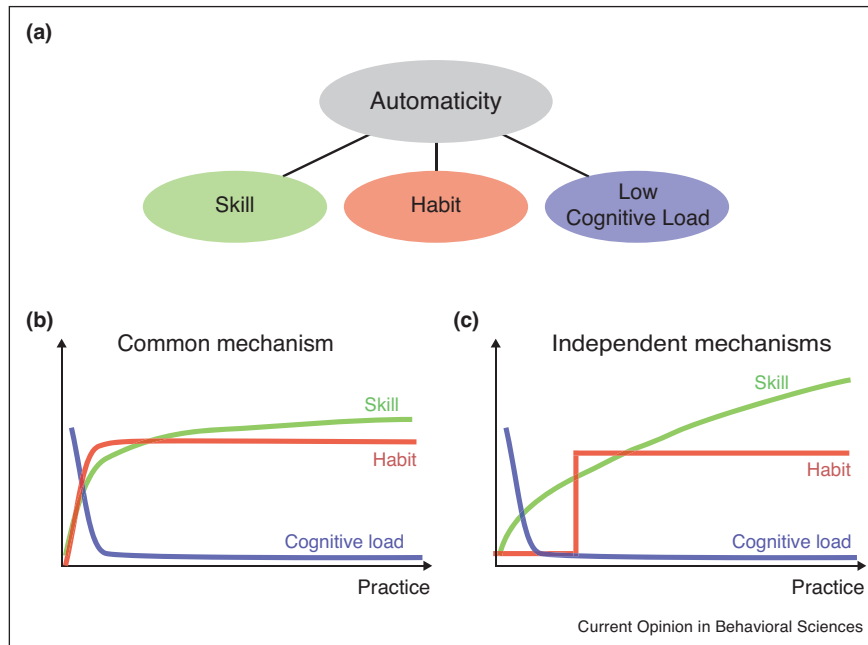 (a)
Automaticity
Skill
Habit
Low
Cognitive Load
(b)
Common mechanism
Skill
Habit
Cognitive load
Practice
(c)
Independent mechanisms
Skill
Habit
Cognitive load
Practice
Current Opinion in Behavioral Sciences